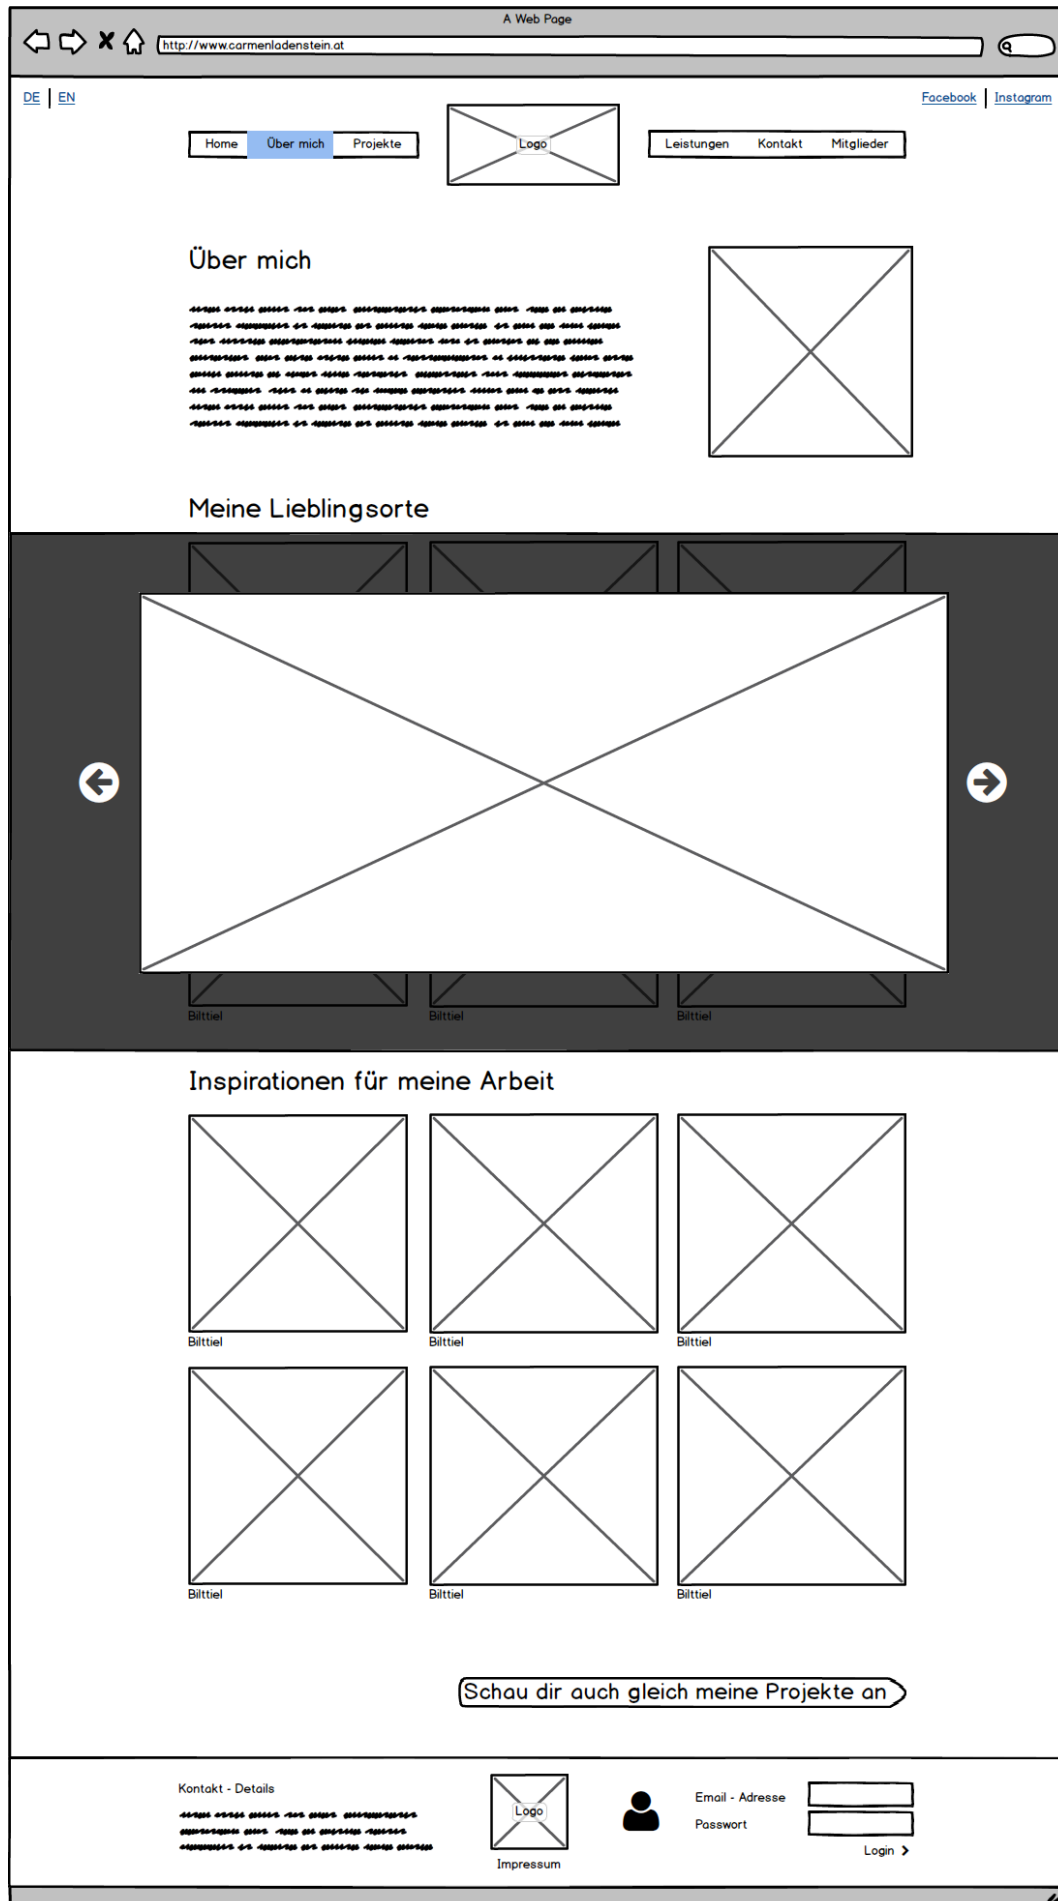 A Web Page
http://www.carmenladenstein.at
DE | EN
Facebook | Instagram
Home Über mich Projekte
Logo
Leistungen Kontakt Mitglieder
Über mich
Meine Lieblingsorte
Bilttiel Bilttiel Bilttiel
Inspirationen für meine Arbeit
Bilttiel Bilttiel Bilttiel
Bilttiel Bilttiel Bilttiel
Schau dir auch gleich meine Projekte an
Kontakt - Details
Logo
Impressum
Email - Adresse
Passwort
Login >